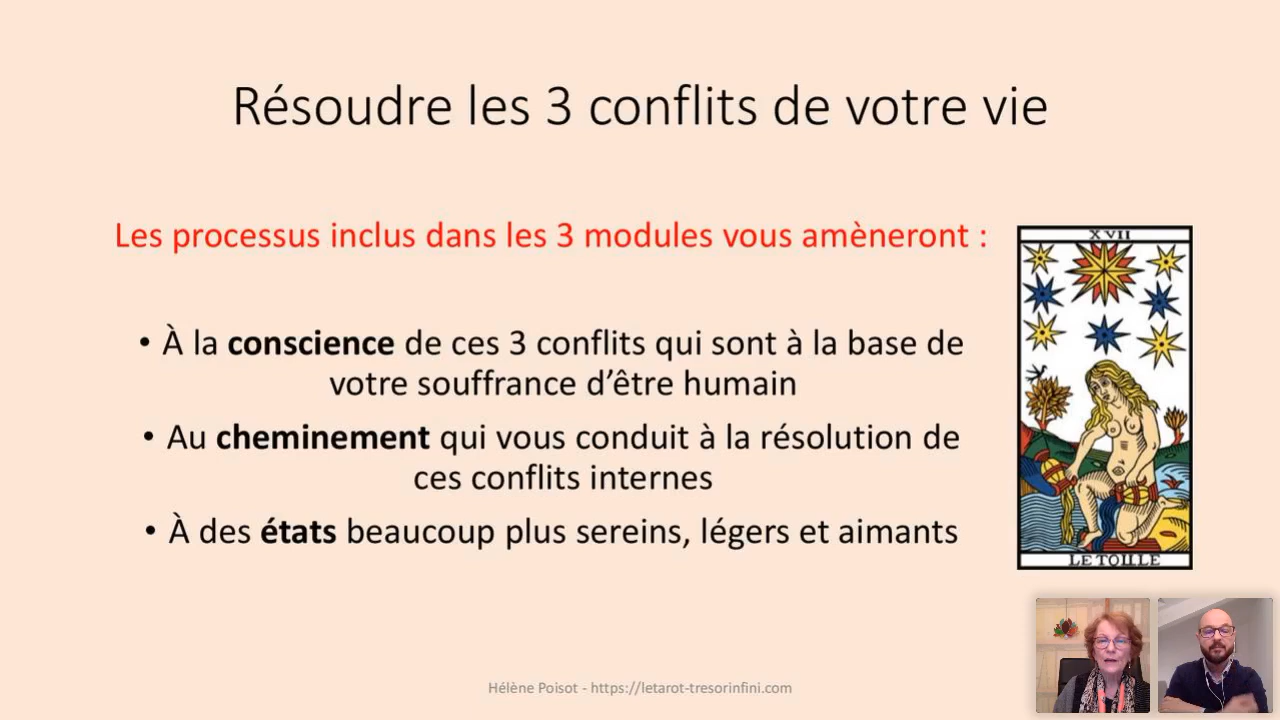 Résoudre les 3 conflits de votre vie
Les processus inclus dans les 3 modules vous amèneront :
• À la conscience de ces 3 conflits qui sont à la base de
votre souffrance d’être humain
• Au cheminement qui vous conduit à la résolution de
ces conflits internes
• À des états beaucoup plus sereins, légers et aimants
XVII
LE TOILLE
Hélène Poisot - https://letarot-tresorinfini.com